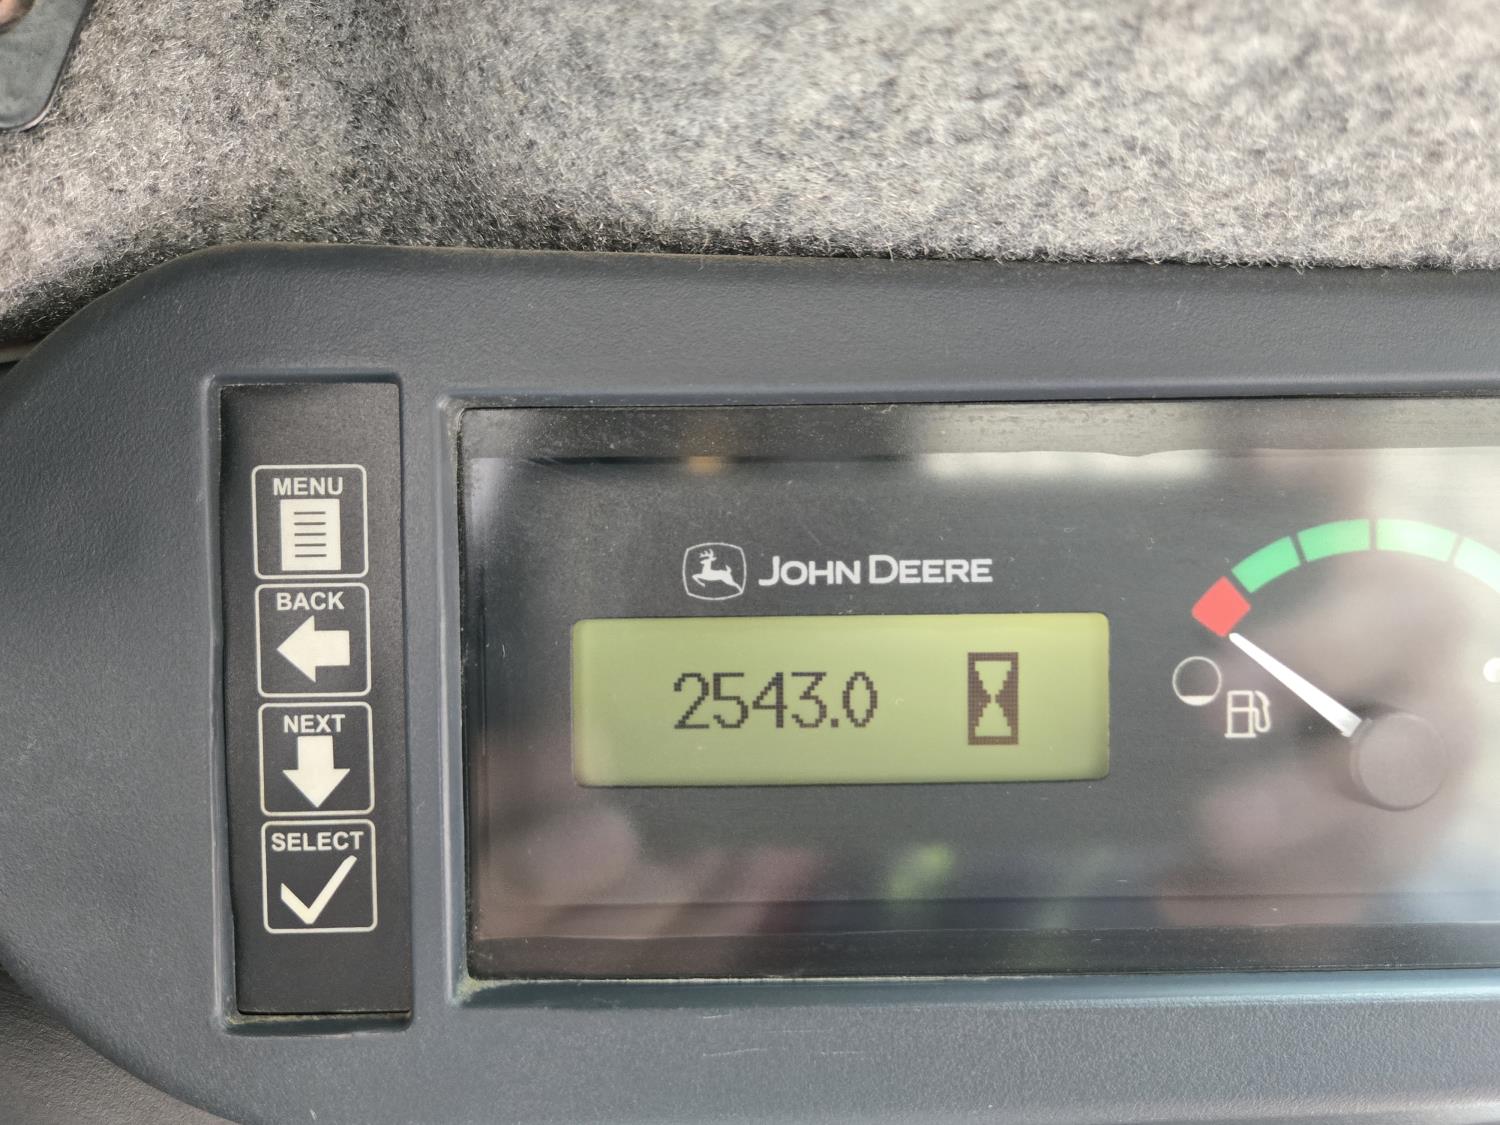 MENU
BACK
NEXT
SELECT
JOHN DEERE
2543.0